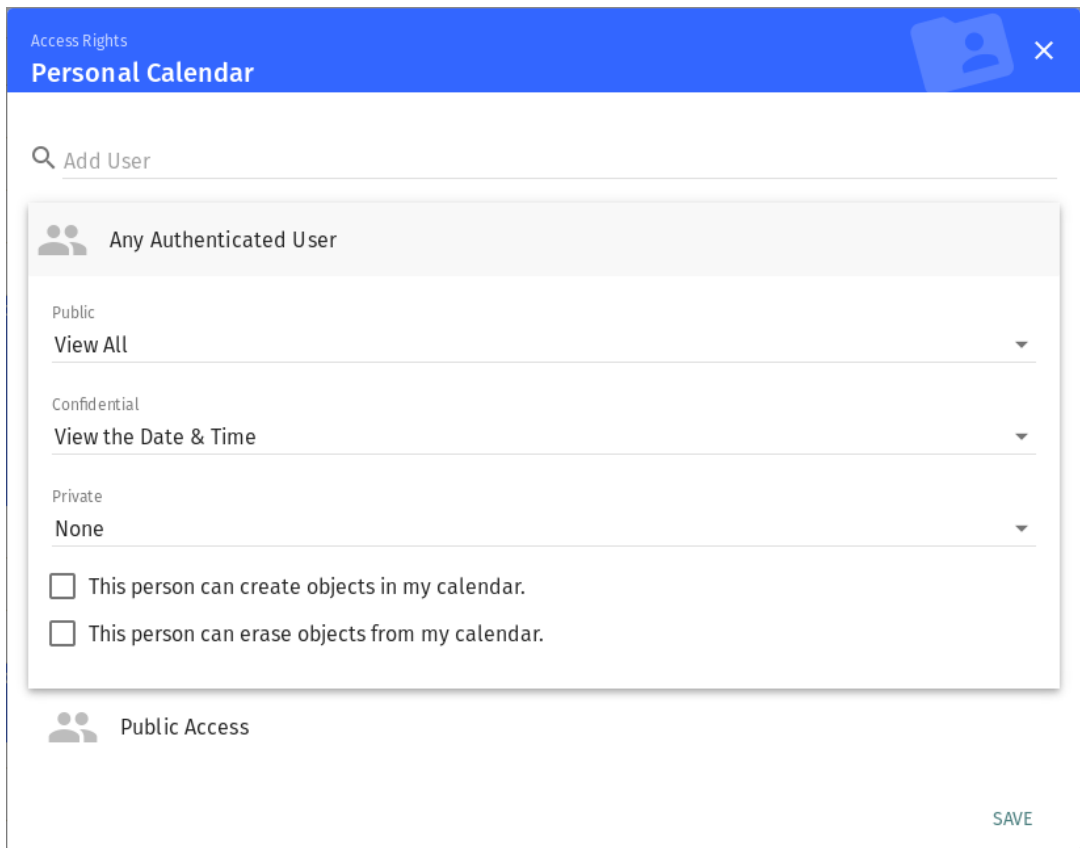 Access Rights
Personal Calendar
Add User
Any Authenticated User
Public
View All
Confidential
View the Date & Time
Private
None
This person can create objects in my calendar.
This person can erase objects from my calendar.
Public Access
SAVE